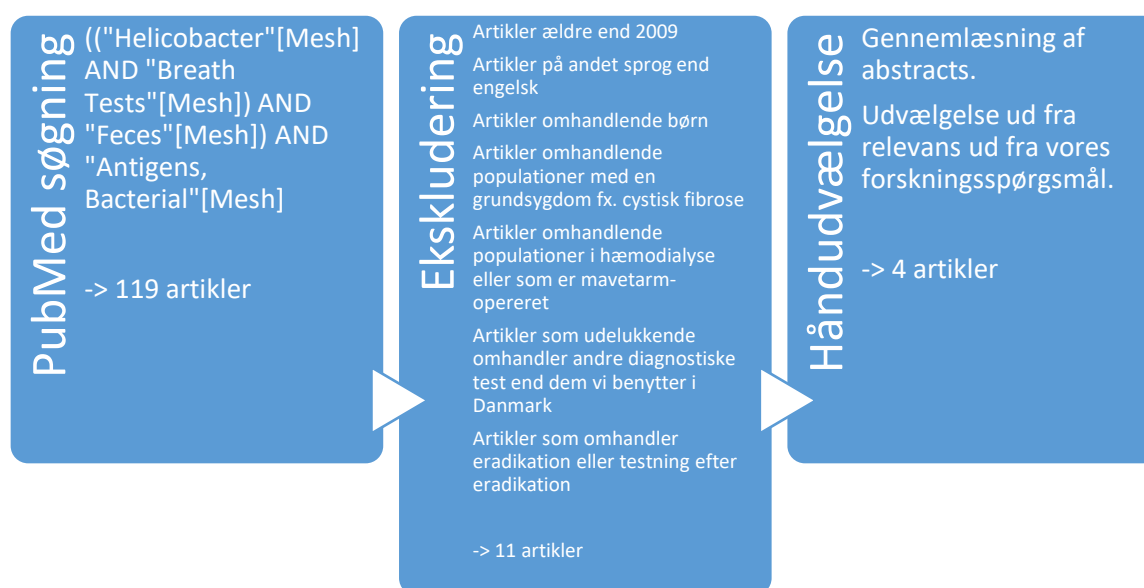 PubMed søgning
(("Helicobacter"[Mesh]
AND "Breath
Tests"[Mesh]) AND
"Feces"[Mesh]) AND
"Antigens,
Bacterial"[Mesh]
-> 119 artikler
Ekskludering
Artikler ældre end 2009
Artikler på andet sprog end
engelsk
Artikler omhandlende børn
Artikler omhandlende
populationer med en
grundsygdom fx. cystisk fibrose
Artikler omhandlende
populationer i hæmodialyse
eller som er mavetarm-
opereret
Artikler som udelukkende
omhandler andre diagnostiske
test end dem vi benytter i
Danmark
Artikler som omhandler
eradikation eller testning efter
eradikation
-> 11 artikler
Håndudvælgelse
Gennemlæsning af
abstracts.
Udvælgelse ud fra
relevans ud fra vores
forskningsspørgsmål.
-> 4 artikler